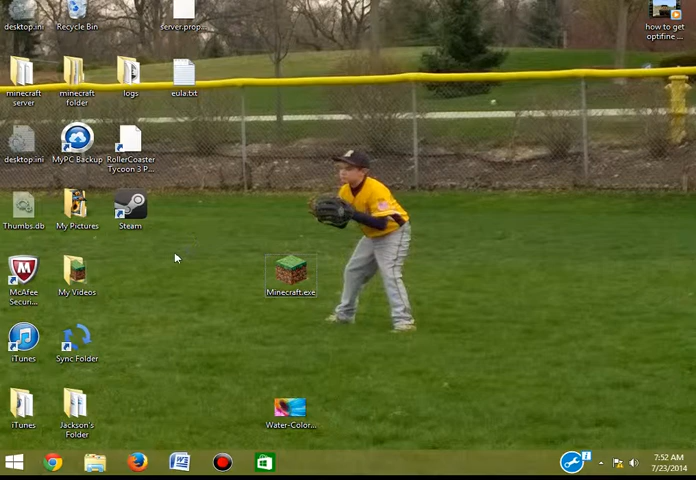 desktop.ini
Recycle Bin
server.prop...
how to get
optifine ...
minecraft
server
minecraft
folder
logs
eula.txt
desktop.ini
MyPC Backup
RollerCoaster
Tycoon 3 P...
Thumbs.db
My Pictures
Steam
McAfee
Securi...
My Videos
Minecraft.exe
iTunes
Sync Folder
iTunes
Jackson's
Folder
Water-Color...
7:52 AM
7/23/2014